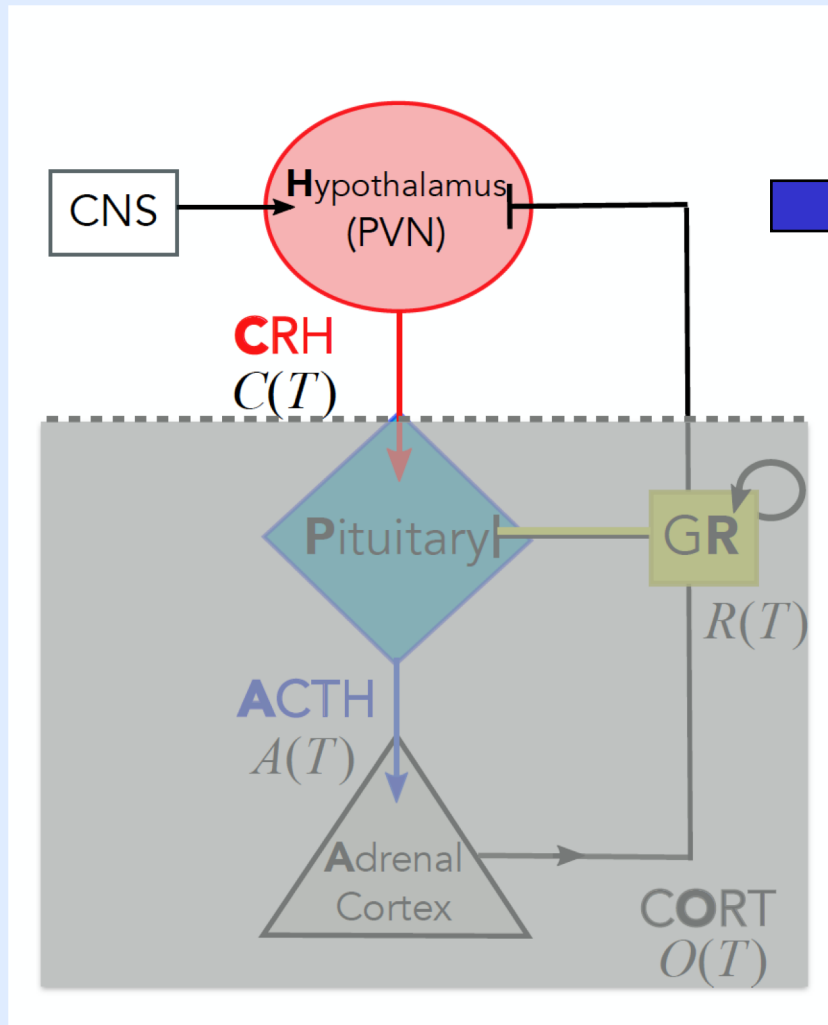 CNS
Hypothalamus
(PVN)
CRH
C(T)
Pituitary
GR
R(T)
ACTH
A(T)
Adrenal
Cortex
CORT
O(T)